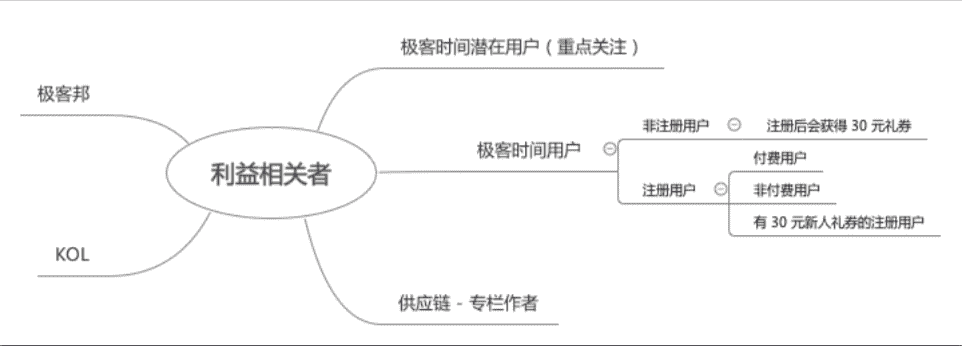 极客时间潜在用户（重点关注）
极客邦
非注册用户
注册后会获得 30 元礼券
极客时间用户
付费用户
利益相关者
注册用户
非付费用户
有 30 元新人礼券的注册用户
KOL
供应链 - 专栏作者